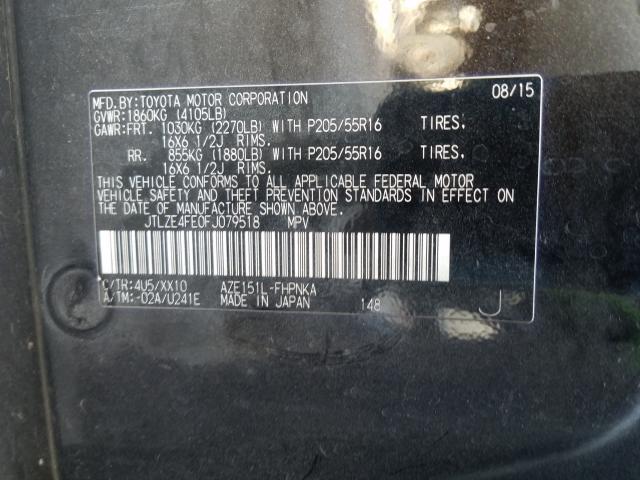 MFD.BY:TOYOTA MOTOR CORPORATION 08/15
GVWR:1860KG (4105LB)
GAWR:FRT. 1030KG (2270LB) WITH P205/55R16 TIRES,
16X6 1/2J RIMS.
RR. 855KG (1880LB) WITH P205/55R16 TIRES,
16X6 1/2J RIMS.
THIS VEHICLE CONFORMS TO ALL APPLICABLE FEDERAL MOTOR
VEHICLE SAFETY AND THEFT PREVENTION STANDARDS IN EFFECT ON
THE DATE OF MANUFACTURE SHOWN ABOVE.
JTLZE4FE0FJ079518 MPV
C/TR:4U5/XX10 AZE151L-FHPNKA
A/TM:-02A/U241E MADE IN JAPAN 148 J